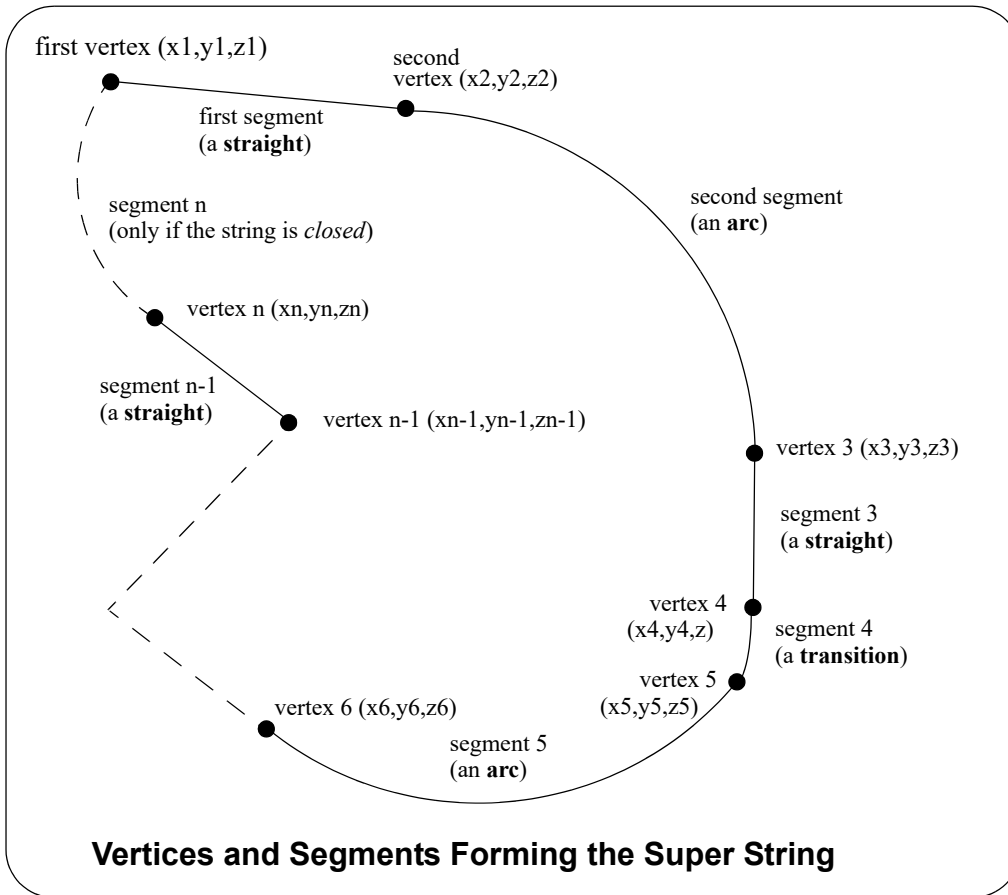 first vertex (x1,y1,z1)
second
vertex (x2,y2,z2)
first segment
(a straight)
second segment
(an arc)
segment n
(only if the string is closed)
vertex n (xn,yn,zn)
segment n-1
(a straight)
vertex n-1 (xn-1,yn-1,zn-1)
vertex 3 (x3,y3,z3)
segment 3
(a straight)
vertex 4
(x4,y4,z)
segment 4
(a transition)
vertex 5
(x5,y5,z5)
vertex 6 (x6,y6,z6)
segment 5
(an arc)
Vertices and Segments Forming the Super String